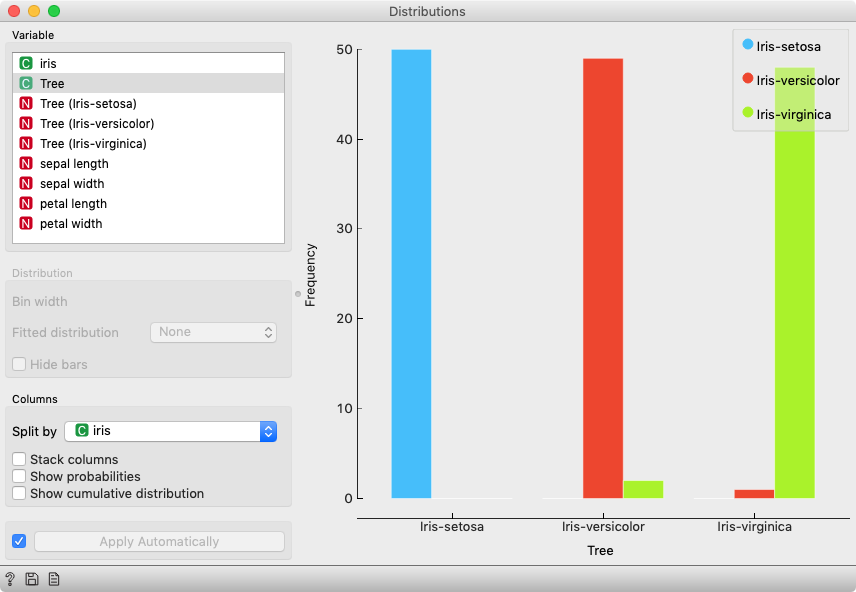 Distributions
Variable
C iris
C Tree
N Tree (Iris-setosa)
N Tree (Iris-versicolor)
N Tree (Iris-virginica)
N sepal length
N sepal width
N petal length
N petal width
Distribution
Bin width
Fitted distribution None
Hide bars
Columns
Split by C iris
Stack columns
Show probabilities
Show cumulative distribution
Apply Automatically
?
Frequency
50
40
30
20
10
0
Iris-setosa
Iris-versicolor
Iris-virginica
Iris-setosa Iris-versicolor Iris-virginica
Tree